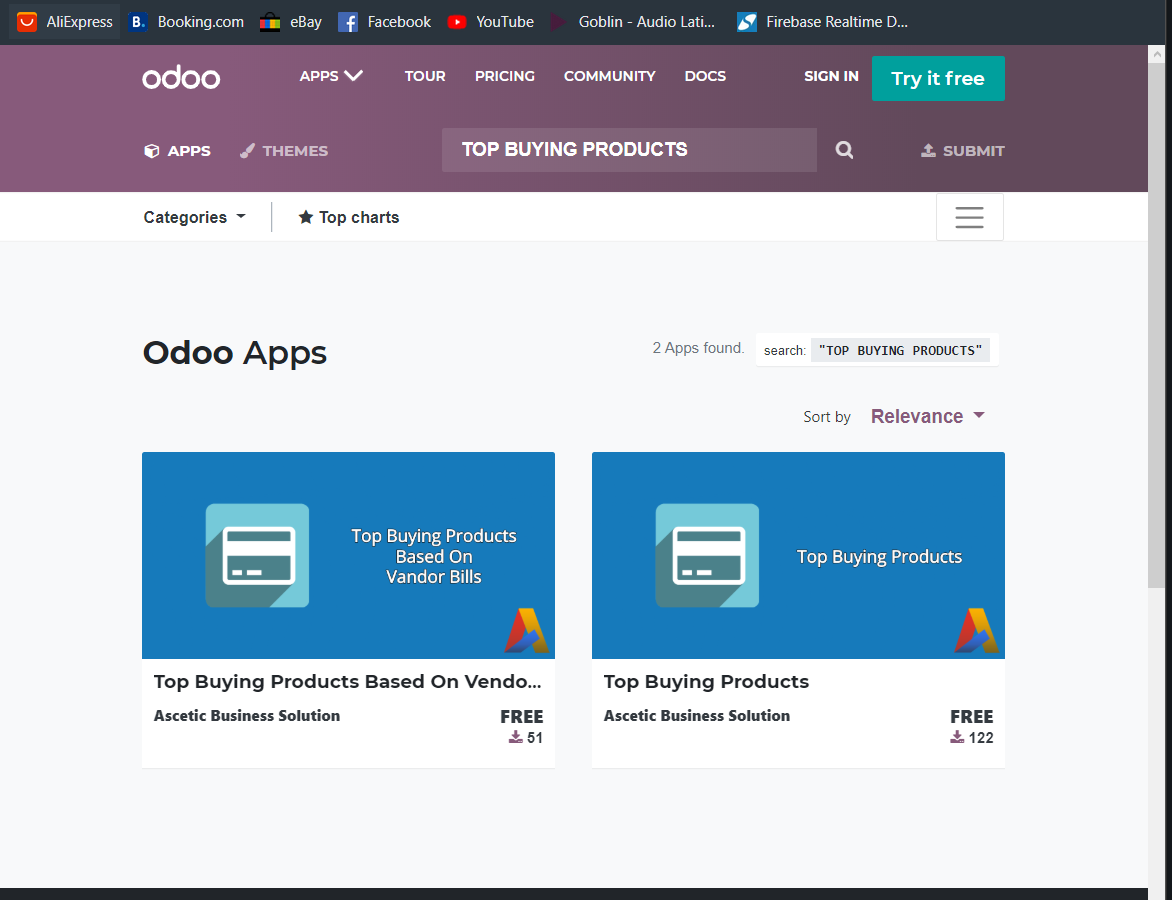 AliExpress B. Booking.com eBay Facebook YouTube Goblin - Audio Lati... Firebase Realtime D...
odoo APPS TOUR PRICING COMMUNITY DOCS SIGN IN Try it free
APPS THEMES TOP BUYING PRODUCTS SUBMIT
Categories Top charts
Odoo Apps 2 Apps found. search: "TOP BUYING PRODUCTS"
Sort by Relevance
Top Buying Products
Based On
Vandor Bills
Top Buying Products Based On Vendo...
Ascetic Business Solution FREE
51
Top Buying Products
Top Buying Products
Ascetic Business Solution FREE
122